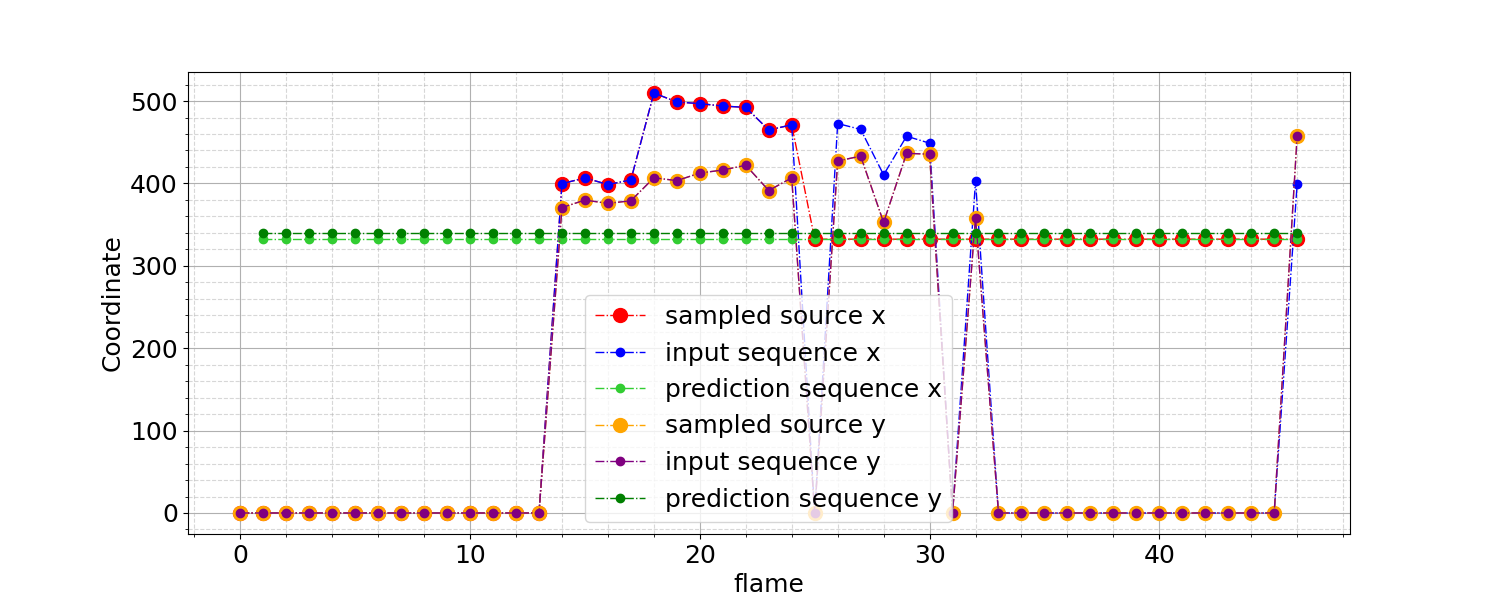 500
400
300
200
100
0
Coordinate
sampled source x
input sequence x
prediction sequence x
sampled source y
input sequence y
prediction sequence y
0 10 20 30 40
flame